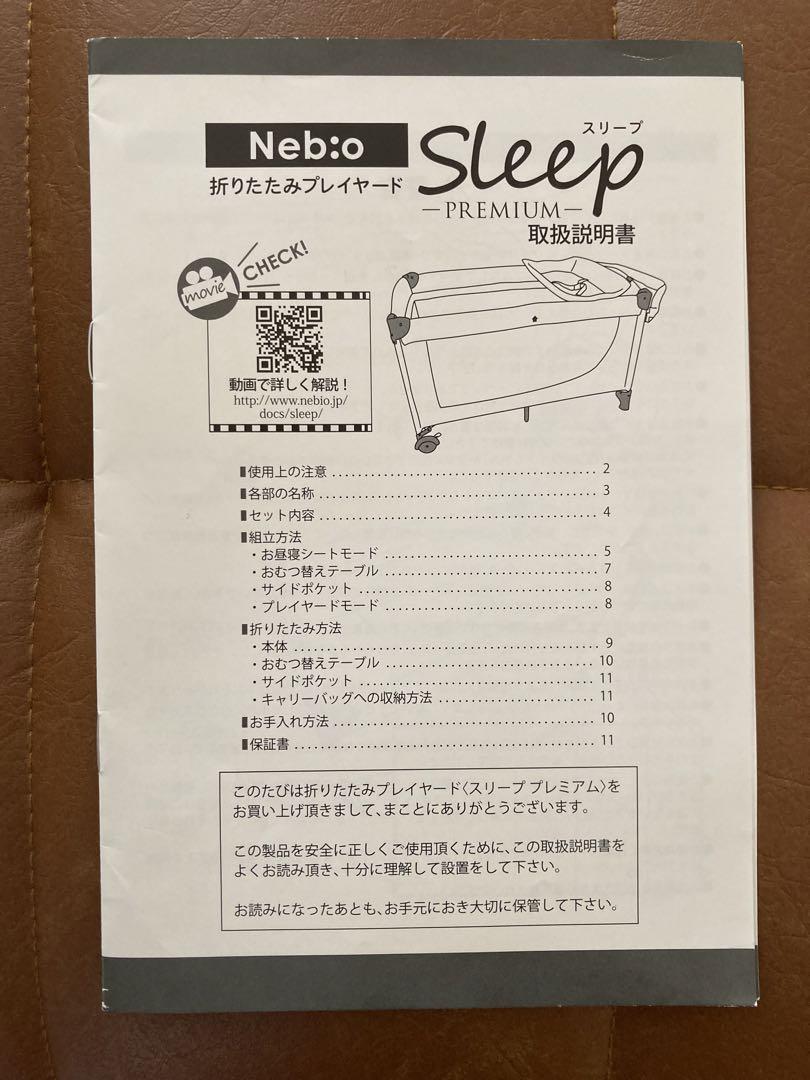 スリープ
Neb:o Sleep
折りたたみプレイヤード
—PREMIUM—
取扱説明書
movie CHECK!
動画で詳しく解説！
http://www.nebio.jp/
docs/sleep/
■使用上の注意 ........................................ 2
■各部の名称 .......................................... 3
■セット内容 .......................................... 4
■組立方法
・お昼寝シートモード ................................ 5
・おむつ替えテーブル ................................ 7
・サイドポケット .................................... 8
・プレイヤードモード ................................ 8
■折りたたみ方法
・本体 .............................................. 9
・おむつ替えテーブル ............................... 10
・サイドポケット ................................... 11
・キャリーバッグへの収納方法 ....................... 11
■お手入れ方法 ....................................... 10
■保証書 ............................................. 11
このたびは折りたたみプレイヤード〈スリープ プレミアム〉を
お買い上げ頂きまして、まことにありがとうございます。
この製品を安全に正しくご使用頂くために、この取扱説明書を
よくお読み頂き、十分に理解して設置をして下さい。
お読みになったあとも、お手元におき大切に保管して下さい。